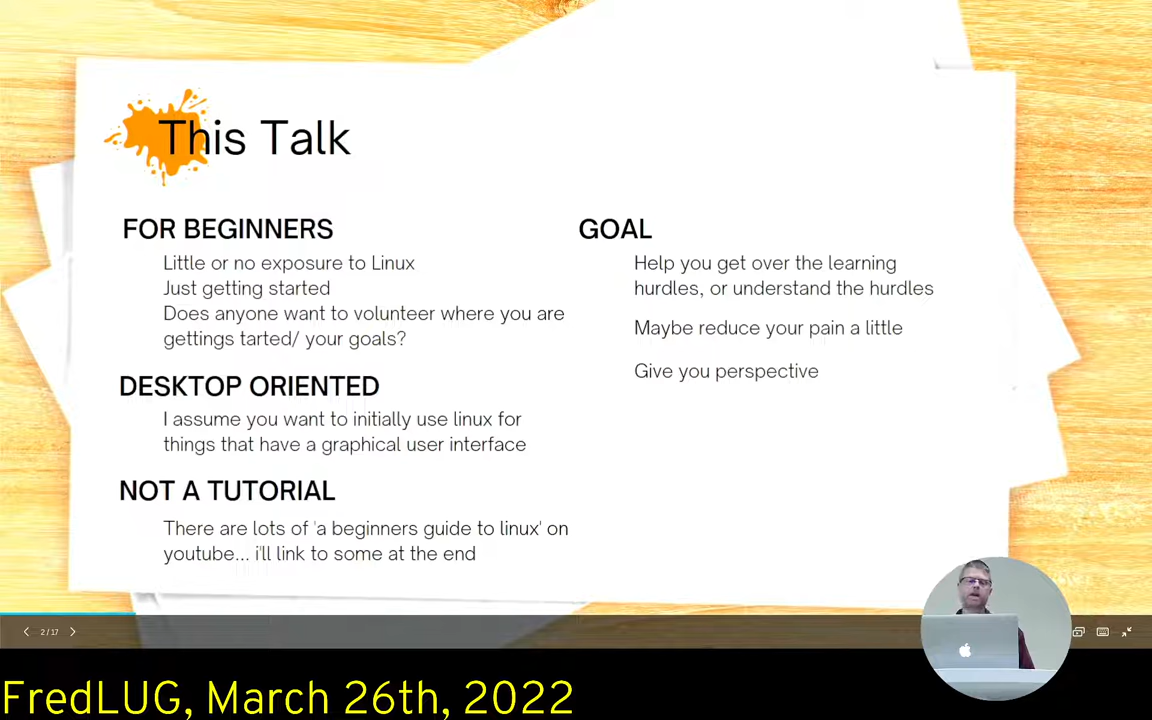 This Talk
FOR BEGINNERS
Little or no exposure to Linux
Just getting started
Does anyone want to volunteer where you are
gettings tarted/ your goals?
DESKTOP ORIENTED
I assume you want to initially use linux for
things that have a graphical user interface
NOT A TUTORIAL
There are lots of 'a beginners guide to linux' on
youtube... i'll link to some at the end
GOAL
Help you get over the learning
hurdles, or understand the hurdles
Maybe reduce your pain a little
Give you perspective
2/17
FredLUG, March 26th, 2022